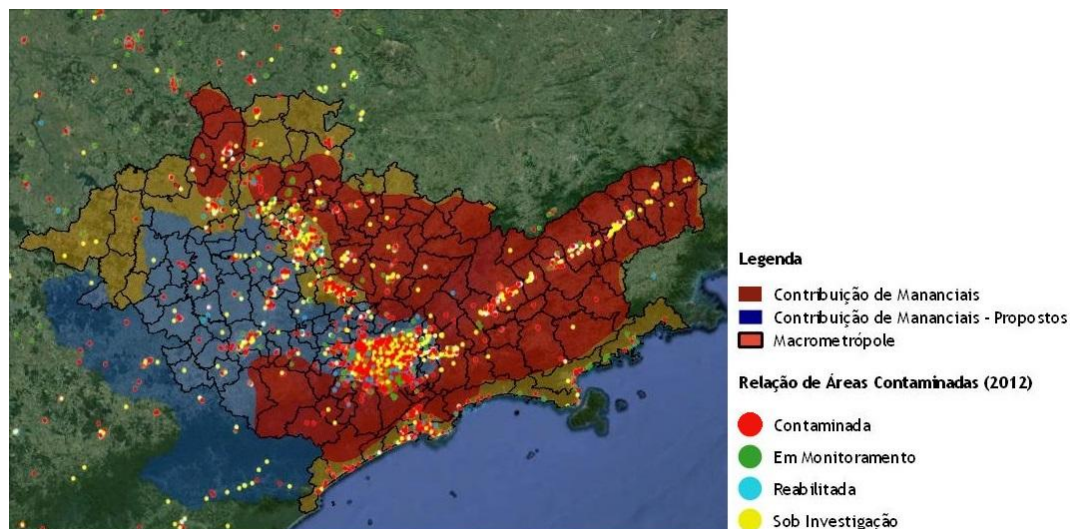 Legenda
Contribuição de Mananciais
Contribuição de Mananciais - Propostos
Macrometrópole
Relação de Áreas Contaminadas (2012)
Contaminada
Em Monitoramento
Reabilitada
Sob Investigação